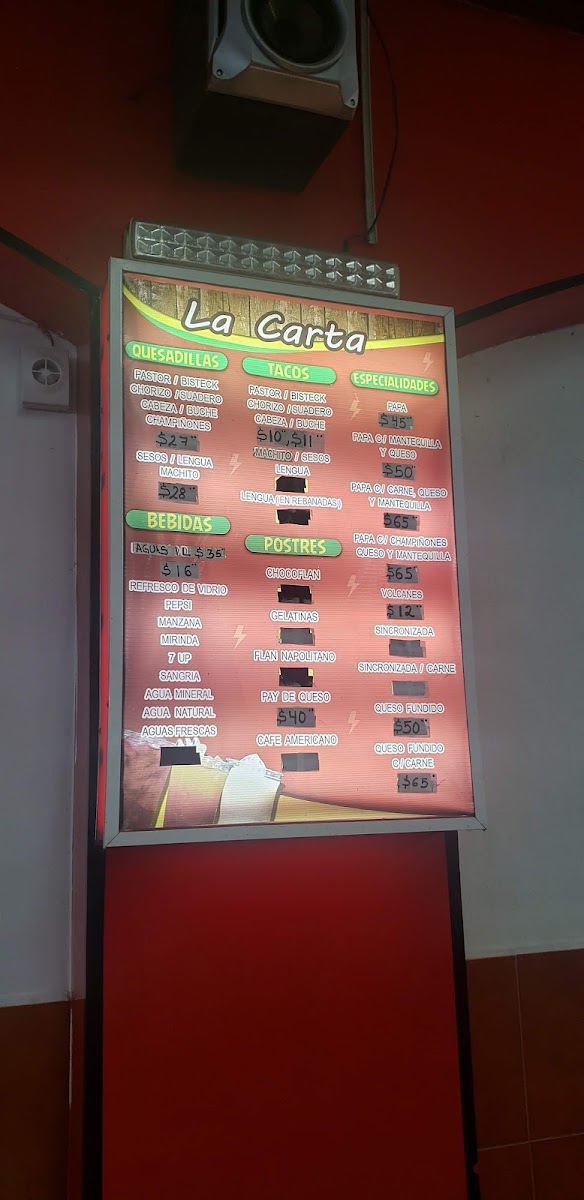 La Carta
QUESADILLAS
PASTOR / BISTECK
CHORIZO /GUADERO
CABEZA / BUCHE
CHAMPIÑONES
$27
SESOS / LENGUA
MACHITO
$28
BEBIDAS
$35
$16
REFRESCO DE VIDRIO
PEPSI
MANZANA
MIRINDA
7 UP
SANGRIA
AGUA MINERAL
AGUA NATURAL
AGUAS FRESCAS
TACOS
PASTOR / BISTECK
CHORIZO /GUADERO
CABEZA / BUCHE
$10", $11"
MACHITO / SESOS
LENGUA
LENGUA (EN REBANADAS)
POSTRES
CHOCOFLAN
GELATINAS
FLAN NAPOLITANO
PAY DE QUESO
$40"
CAFE AMERICANO
ESPECIALIDADES
PAPA
$45"
PAPA C/ MANTEQUILLA
Y QUESO
$50
PAPA C/ CARNE, QUESO
Y MANTEQUILLA
$65
PAPA C/ CHAMPIÑONES
QUESO Y MANTEQUILLA
$65
VOLCANES
$12"
SINCRONIZADA
SINCRONIZADA / CARNE
QUESO FUNDIDO
$50"
QUESO FUNDIDO
C/CARNE
$65"